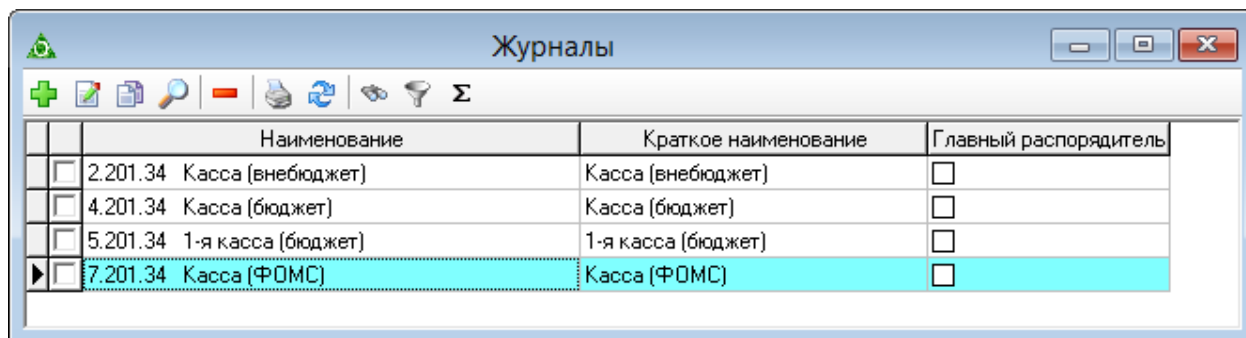 Журналы
Σ
Наименование Краткое наименование Главный распорядитель
2.201.34 Касса (внебюджет) Касса (внебюджет)
4.201.34 Касса (бюджет) Касса (бюджет)
5.201.34 1-я касса (бюджет) 1-я касса (бюджет)
7.201.34 Касса (ФОМС) Касса (ФОМС)